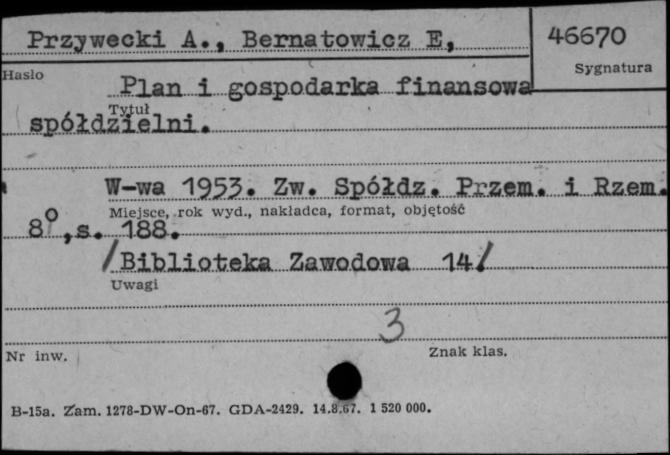 Przywecki A., Bernatowicz E,
46670
Hasło
Sygnatura
Plan i gospodarka finansowa
Tytuł
spółdzielni.
W-wa 1953. Zw. Spółdz. Przem. i Rzem.
Miejsce, rok wyd., nakładca, format, objętość
8°,s. 188.
/Biblioteka Zawodowa 14/
Uwagi
3
Nr inw.
Znak klas.
B-15a. Zam. 1278-DW-On-67. GDA-2429. 14.8.67. 1 520 000.